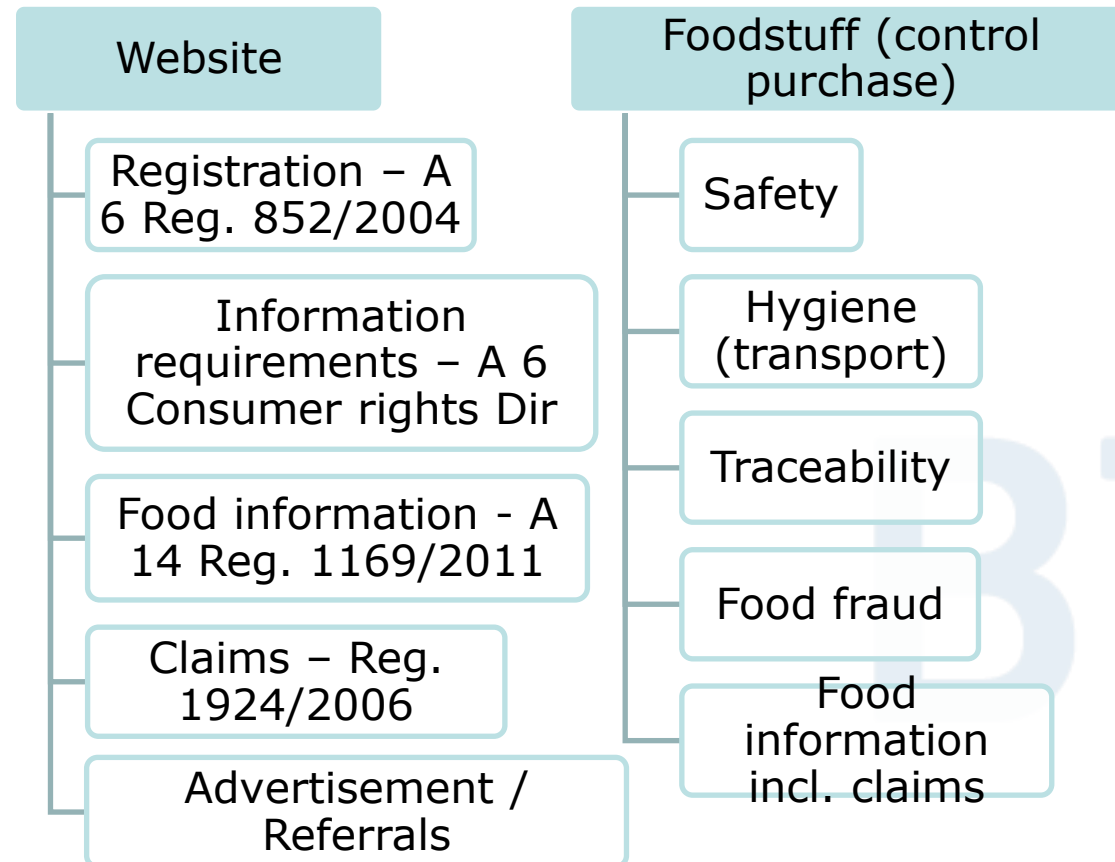 Website
Registration – A
6 Reg. 852/2004
Information
requirements – A 6
Consumer rights Dir
Food information - A
14 Reg. 1169/2011
Claims – Reg.
1924/2006
Advertisement /
Referrals
Foodstuff (control
purchase)
Safety
Hygiene
(transport)
Traceability
Food fraud
Food
information
incl. claims
B